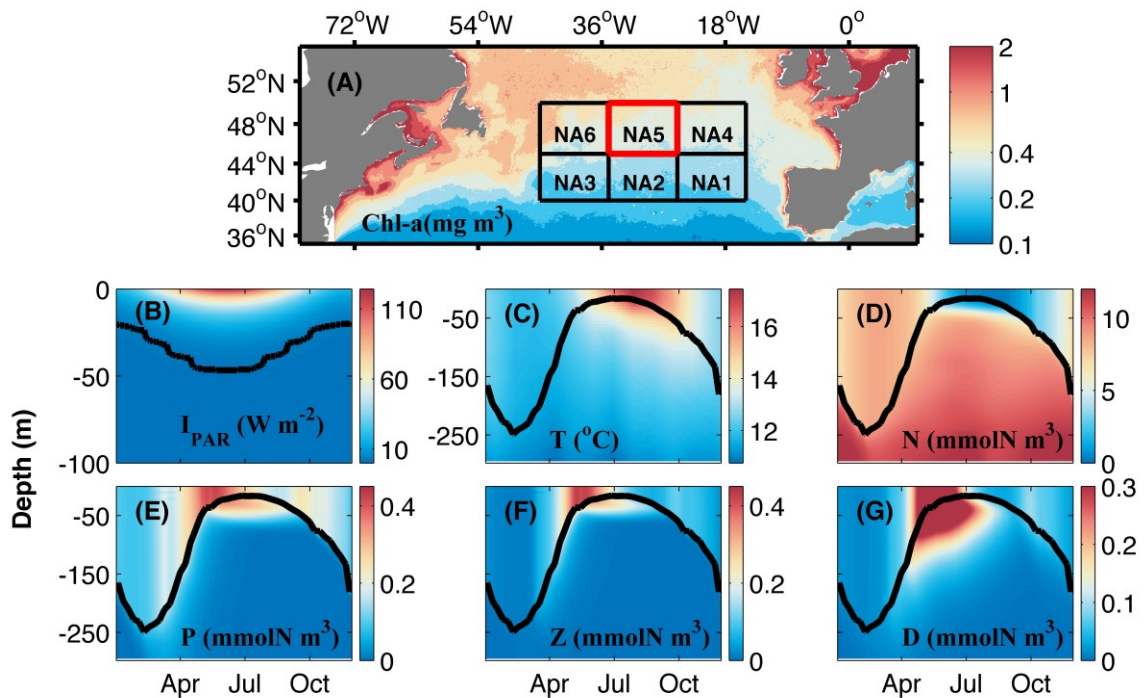 72°W 54°W 36°W 18°W 0°
52°N (A) 2
48°N NA6 NA5 NA4 1
44°N NA3 NA2 NA1 0.4
40°N 0.2
36°N Chl-a(mg m³) 0.1
0 (B) 110 -50 (C) 16 (D) 10
-50 60 -150 14 5
-100 I_PAR (W m⁻²) 10 -250 T (°C) 12 N (mmolN m³) 0
Depth (m)
-50 (E) 0.4 (F) 0.4 (G) 0.3
-150 0.2 0.2 0.2
0.1
-250 P (mmolN m³) 0 Z (mmolN m³) 0 D (mmolN m³) 0
Apr Jul Oct Apr Jul Oct Apr Jul Oct